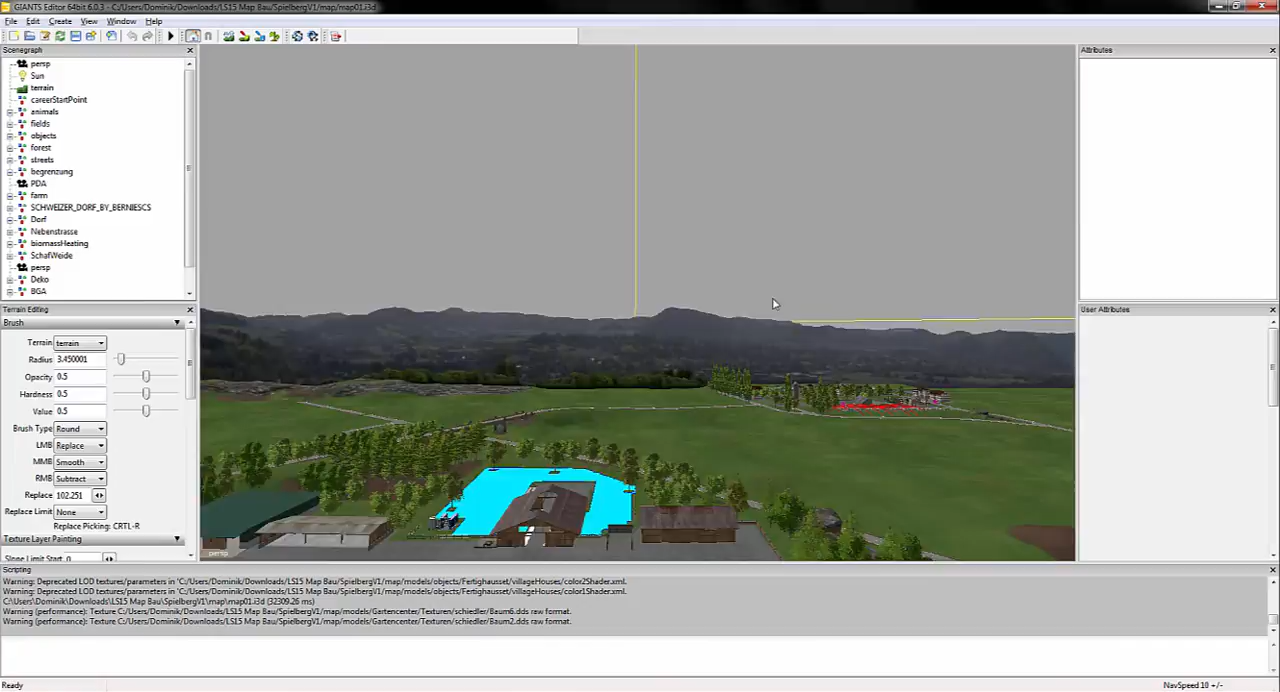 GIANTS Editor 64bit 6.0.3 - C:/Users/Dominik/Downloads/LS15 Map Bau/SpielbergV1/map/map01.i3d
File Edit Create View Window Help
Scenegraph
persp
Sun
terrain
careerStartPoint
animals
fields
objects
forest
streets
begrenzung
PDA
farm
SCHWEIZER_DORF_BY_BERNIESCS
Dorf
Nebenstrasse
biomassHeating
SchafWeide
persp
Deko
BGA
Terrain Editing
Brush
Terrain terrain
Radius 3.450001
Opacity 0.5
Hardness 0.5
Value 0.5
Brush Type Round
LMB Replace
MMB Smooth
RMB Subtract
Replace 102.251
Replace Limit None
Replace Picking: CRTL-R
Texture Layer Painting
Slope Limit Start 0
persp
Attributes
User Attributes
Scripting
Warning: Deprecated LOD textures/parameters in 'C:/Users/Dominik/Downloads/LS15 Map Bau/SpielbergV1/map/models/objects/Fertighausset/villageHouses/color2Shader.xml.
Warning: Deprecated LOD textures/parameters in 'C:/Users/Dominik/Downloads/LS15 Map Bau/SpielbergV1/map/models/objects/Fertighausset/villageHouses/color1Shader.xml.
C:\Users\Dominik\Downloads\LS15 Map Bau\SpielbergV1\map\map01.i3d (32309.26 ms)
Warning (performance): Texture C:/Users/Dominik/Downloads/LS15 Map Bau/SpielbergV1/map/models/Gartencenter/Texturen/schiedler/Baum6.dds raw format.
Warning (performance): Texture C:/Users/Dominik/Downloads/LS15 Map Bau/SpielbergV1/map/models/Gartencenter/Texturen/schiedler/Baum2.dds raw format.
Ready
NavSpeed 10 +/-